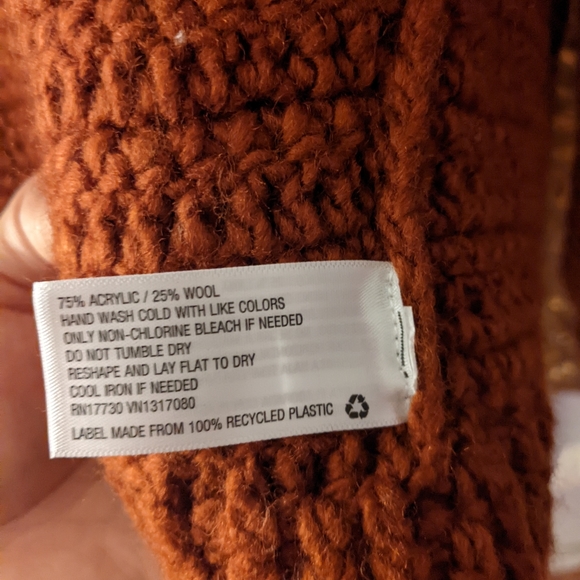 75% ACRYLIC / 25% WOOL
HAND WASH COLD WITH LIKE COLORS
ONLY NON-CHLORINE BLEACH IF NEEDED
DO NOT TUMBLE DRY
RESHAPE AND LAY FLAT TO DRY
COOL IRON IF NEEDED
RN17730 VN1317080
LABEL MADE FROM 100% RECYCLED PLASTIC